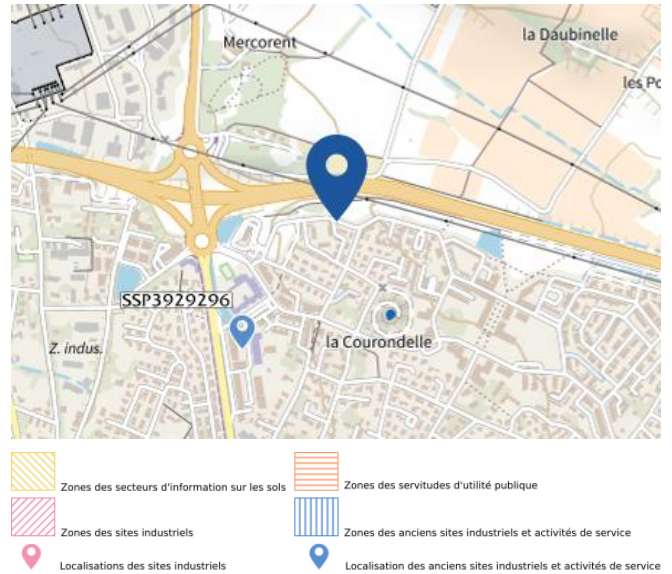 Mercorent
la Daubinelle
les Po
SSP3929296
Z. indus.
la Courondelle
Zones des secteurs d'information sur les sols
Zones des servitudes d'utilité publique
Zones des sites industriels
Zones des anciens sites industriels et activités de service
Localisations des sites industriels
Localisation des anciens sites industriels et activités de service